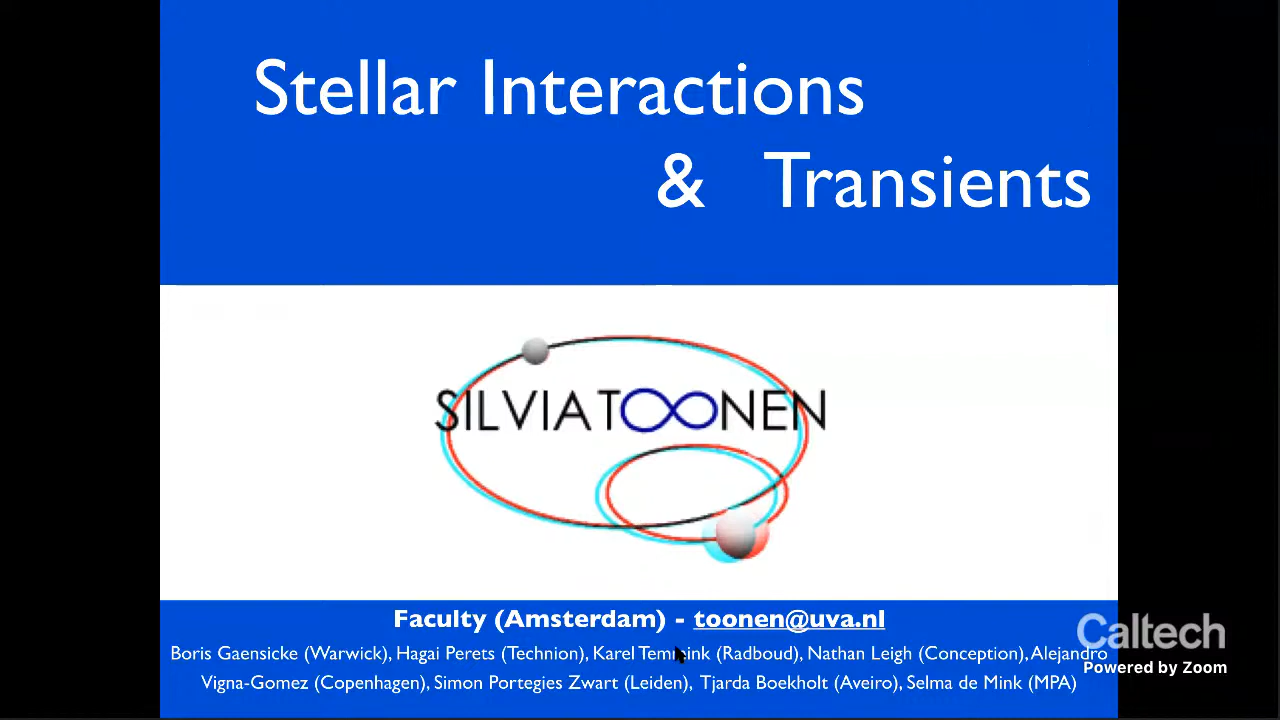 Stellar Interactions
& Transients
SILVIA TOONEN
Faculty (Amsterdam) - toonen@uva.nl
Boris Gaensicke (Warwick), Hagai Perets (Technion), Karel Temmink (Radboud), Nathan Leigh (Conception), Alejandro
Vigna-Gomez (Copenhagen), Simon Portegies Zwart (Leiden), Tjarda Boekholt (Aveiro), Selma de Mink (MPA)
Caltech
Powered by Zoom